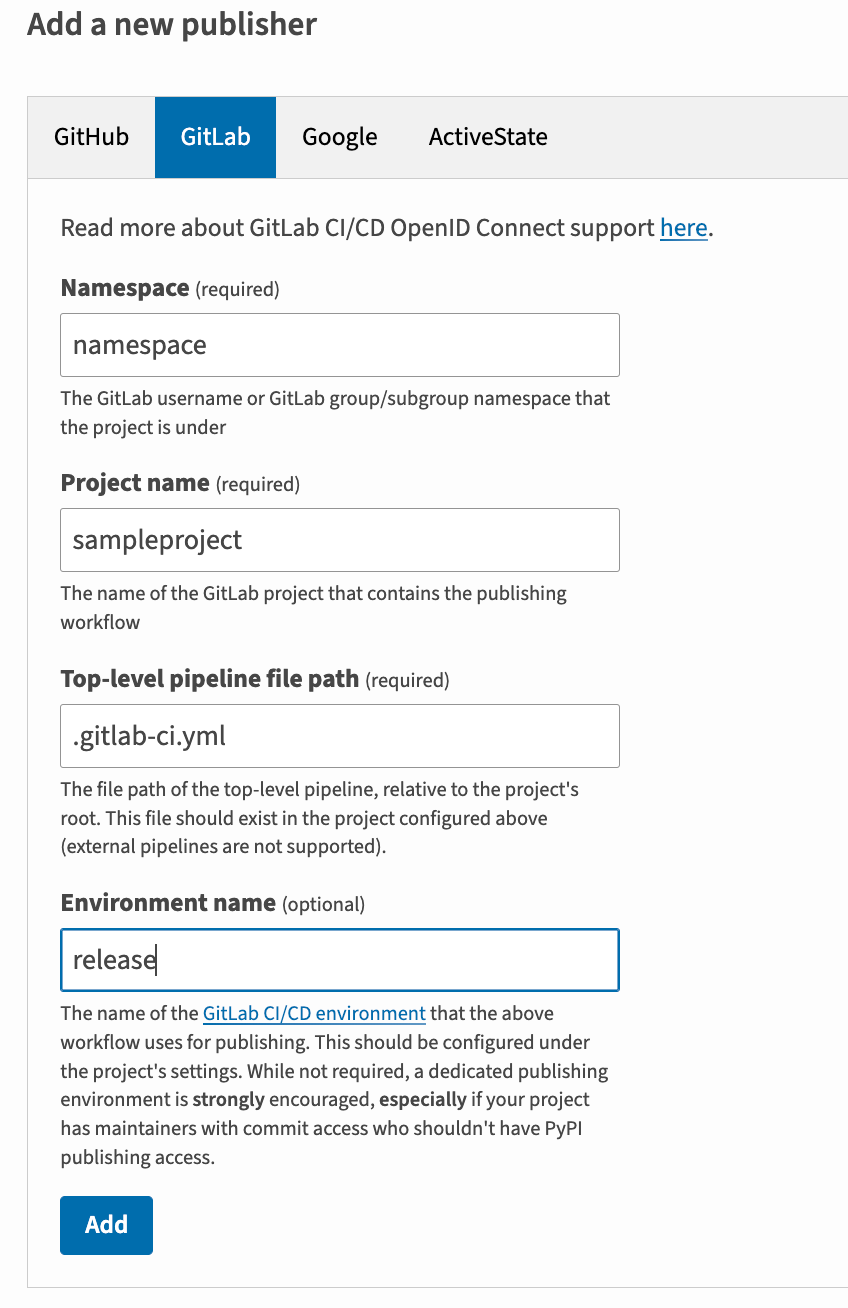 Add a new publisher
GitHub GitLab Google ActiveState
Read more about GitLab CI/CD OpenID Connect support here.
Namespace (required)
namespace
The GitLab username or GitLab group/subgroup namespace that
the project is under
Project name (required)
sampleproject
The name of the GitLab project that contains the publishing
workflow
Top-level pipeline file path (required)
.gitlab-ci.yml
The file path of the top-level pipeline, relative to the project's
root. This file should exist in the project configured above
(external pipelines are not supported).
Environment name (optional)
release
The name of the GitLab CI/CD environment that the above
workflow uses for publishing. This should be configured under
the project's settings. While not required, a dedicated publishing
environment is strongly encouraged, especially if your project
has maintainers with commit access who shouldn't have PyPI
publishing access.
Add